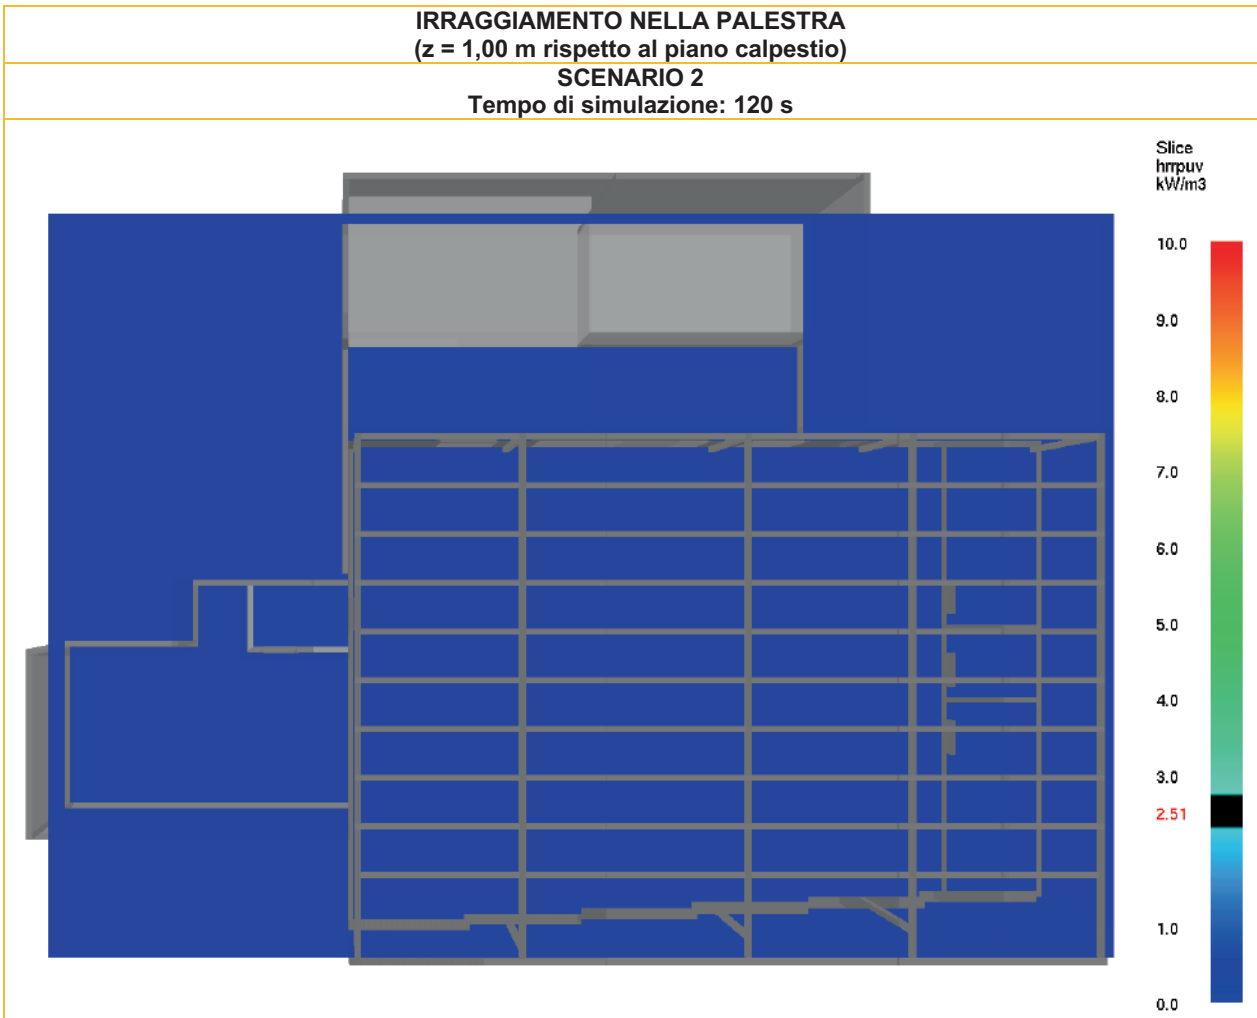 IRRAGGIAMENTO NELLA PALESTRA
(z = 1,00 m rispetto al piano calpestio)
SCENARIO 2
Tempo di simulazione: 120 s
Slice
hrrpuv
kW/m3
10.0
9.0
8.0
7.0
6.0
5.0
4.0
3.0
2.51
1.0
0.0